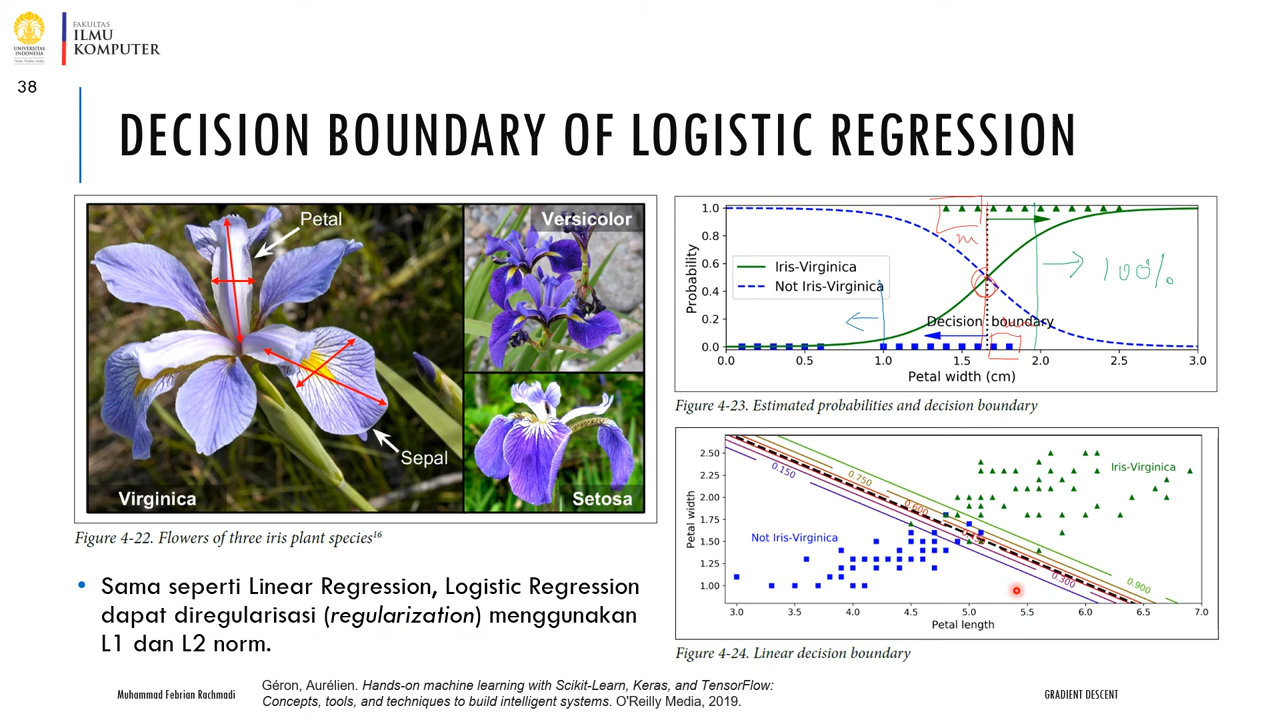 UNIVERSITAS
INDONESIA
FAKULTAS
ILMU
KOMPUTER
38
DECISION BOUNDARY OF LOGISTIC REGRESSION
Petal
Sepal
Virginica
Versicolor
Setosa
Figure 4-22. Flowers of three iris plant species¹⁶
• Sama seperti Linear Regression, Logistic Regression
dapat diregularisasi (regularization) menggunakan
L1 dan L2 norm.
1.0
0.8
0.6
0.4
0.2
0.0
Probability
Iris-Virginica
Not Iris-Virginica
Decision boundary
m
100%
0.0 0.5 1.0 1.5 2.0 2.5 3.0
Petal width (cm)
Figure 4-23. Estimated probabilities and decision boundary
2.50
2.25
2.00
1.75
1.50
1.25
1.00
Petal width
0.150
0.750
0.600
0.300
0.900
Not Iris-Virginica
Iris-Virginica
3.0 3.5 4.0 4.5 5.0 5.5 6.0 6.5 7.0
Petal length
Figure 4-24. Linear decision boundary
Muhammad Febrian Rachmadi
Géron, Aurélien. Hands-on machine learning with Scikit-Learn, Keras, and TensorFlow:
Concepts, tools, and techniques to build intelligent systems. O'Reilly Media, 2019.
GRADIENT DESCENT